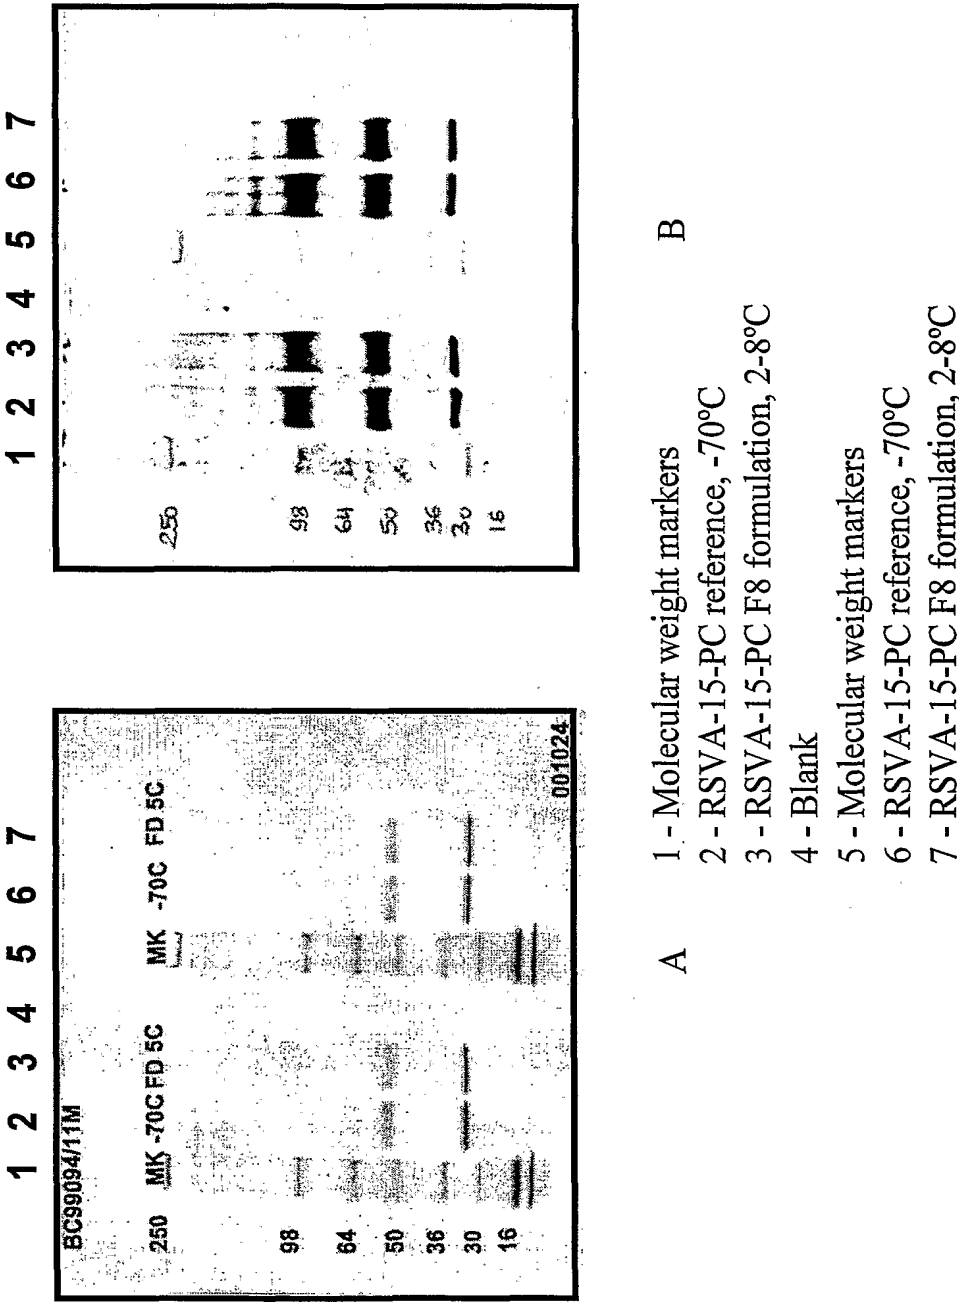 1 2 3 4 5 6 7
BC99094/11M
250 MK -70C FD 5C MK -70C FD 5C
98
64
50
36
30
16
001024
A
1 2 3 4 5 6 7
250
98
64
50
36
30
16
B
1 - Molecular weight markers
2 - RSVA-15-PC reference, -70ºC
3 - RSVA-15-PC F8 formulation, 2-8ºC
4 - Blank
5 - Molecular weight markers
6 - RSVA-15-PC reference, -70ºC
7 - RSVA-15-PC F8 formulation, 2-8ºC